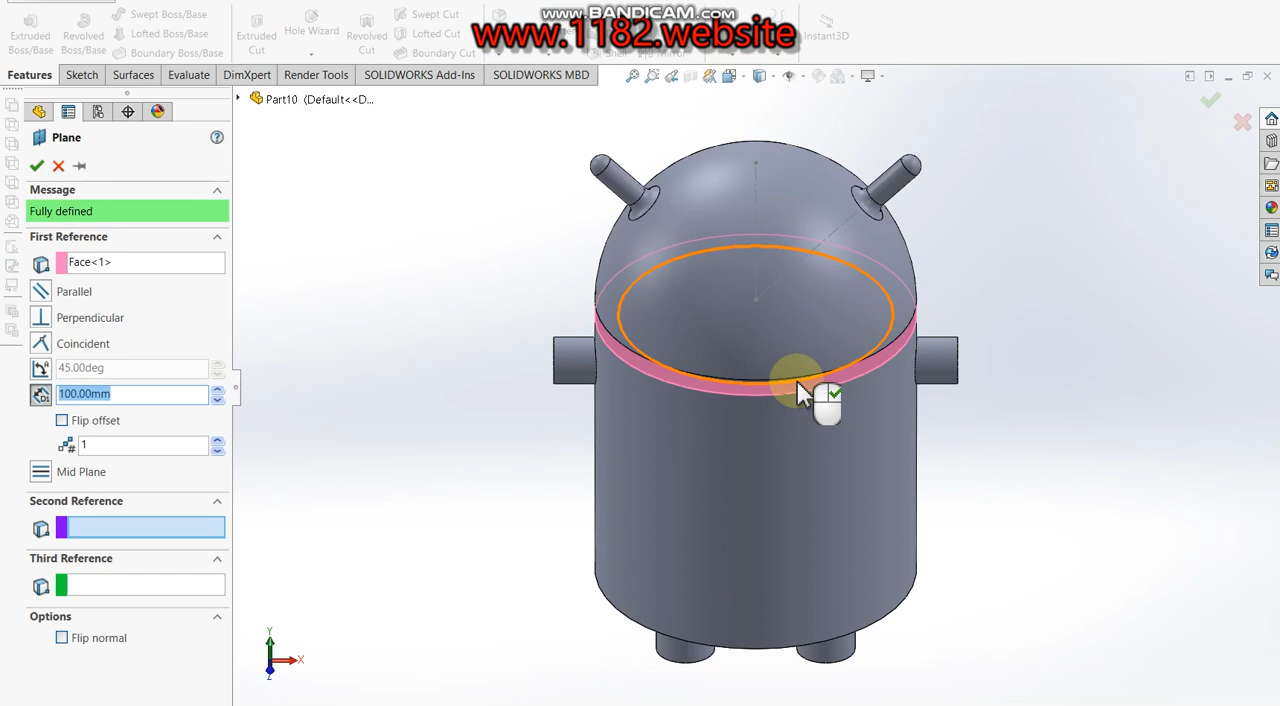 www.BANDICAM.com
www.1182.website
Extruded Boss/Base
Revolved Boss/Base
Swept Boss/Base
Lofted Boss/Base
Boundary Boss/Base
Extruded Cut
Hole Wizard
Revolved Cut
Swept Cut
Lofted Cut
Boundary Cut
Shell
Mirror
Instant3D
Features
Sketch
Surfaces
Evaluate
DimXpert
Render Tools
SOLIDWORKS Add-Ins
SOLIDWORKS MBD
Part10 (Default<<D...
Plane
Message
Fully defined
First Reference
Face<1>
Parallel
Perpendicular
Coincident
45.00deg
100.00mm
Flip offset
1
Mid Plane
Second Reference
Third Reference
Options
Flip normal
Y
X
Z